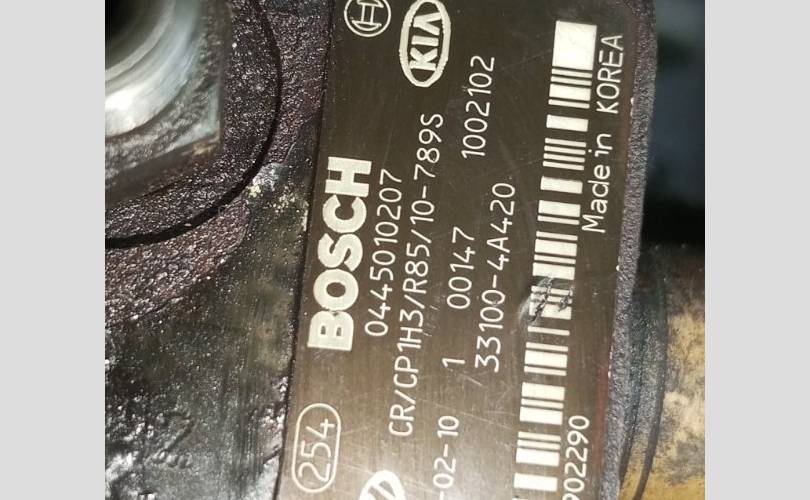 KIA
254 BOSCH
0445010207
CR/CP1H3/R85/10-789S
-02-10 1 00147 1002102
33100-4A420
902290 Made in KOREA